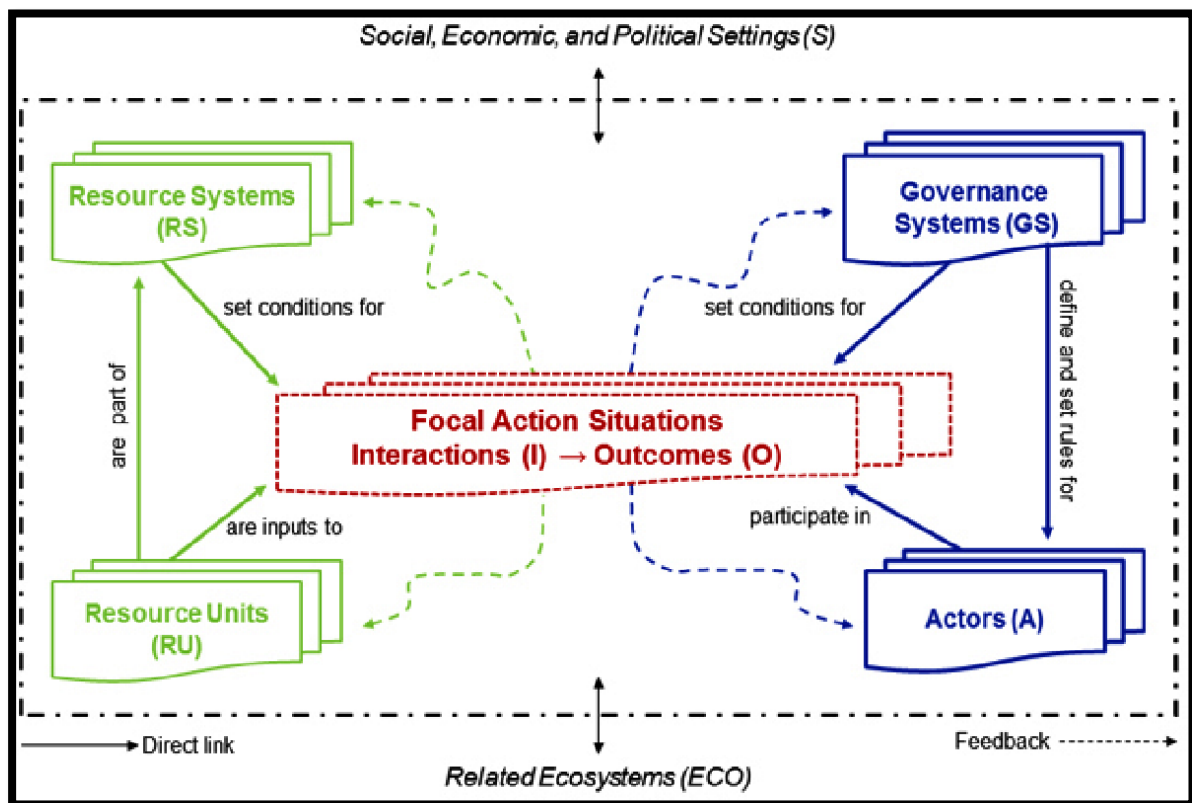 Social, Economic, and Political Settings (S)
Resource Systems
(RS)
Governance
Systems (GS)
set conditions for
set conditions for
are part of
define and set rules for
Focal Action Situations
Interactions (I) → Outcomes (O)
are inputs to
participate in
Resource Units
(RU)
Actors (A)
Direct link
Feedback
Related Ecosystems (ECO)